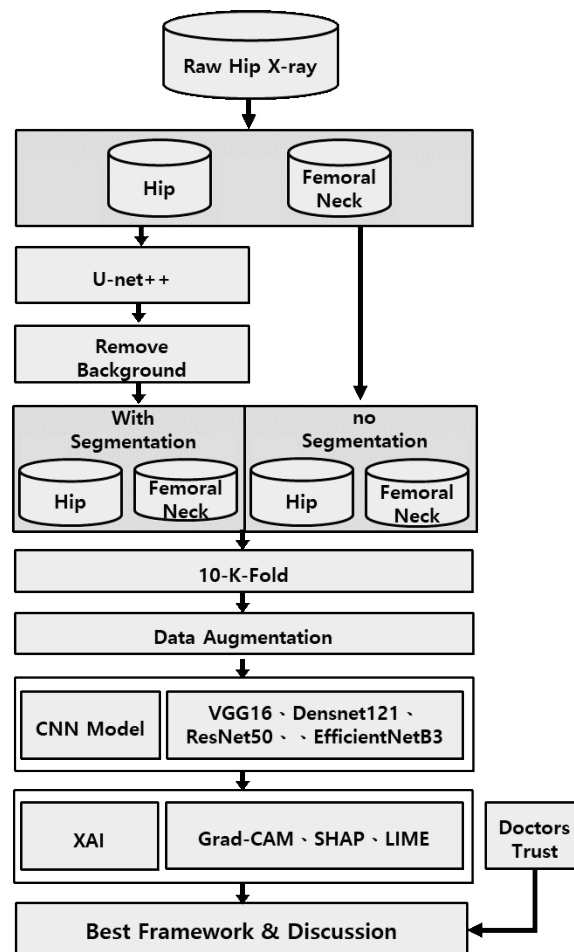 Raw Hip X-ray
Hip
Femoral
Neck
U-net++
Remove
Background
With
Segmentation
Hip
Femoral
Neck
no
Segmentation
Hip
Femoral
Neck
10-K-Fold
Data Augmentation
CNN Model
VGG16、Densnet121、
ResNet50、、EfficientNetB3
XAI
Grad-CAM、SHAP、LIME
Doctors
Trust
Best Framework & Discussion